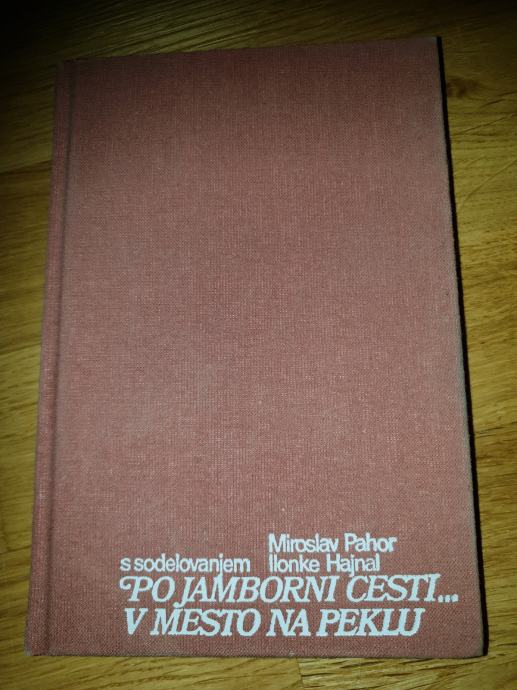 Miroslav Pahor
s sodelovanjem Ilonke Hajnal
PO JAMBORNI CESTI...
V MESTO NA PEKLU